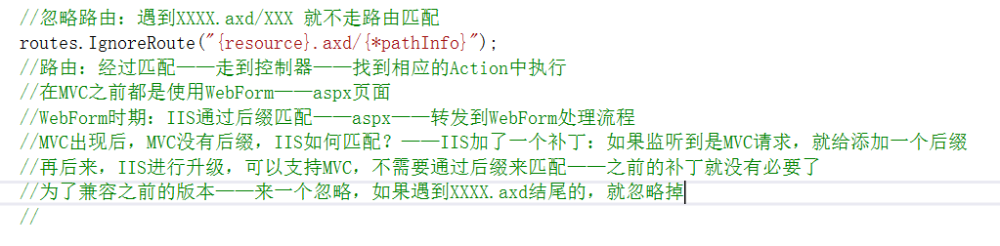 //忽略路由：遇到XXXX.axd/XXX 就不走路由匹配
routes.IgnoreRoute("{resource}.axd/{*pathInfo}");
//路由：经过匹配——走到控制器——找到相应的Action中执行
//在MVC之前都是使用WebForm——aspx页面
//WebForm时期：IIS通过后缀匹配——aspx——转发到WebForm处理流程
//MVC出现后，MVC没有后缀，IIS如何匹配？——IIS加了一个补丁：如果监听到是MVC请求，就给添加一个后缀
//再后来，IIS进行升级，可以支持MVC，不需要通过后缀来匹配——之前的补丁就没有必要了
//为了兼容之前的版本——来一个忽略，如果遇到XXXX.axd结尾的，就忽略掉
//